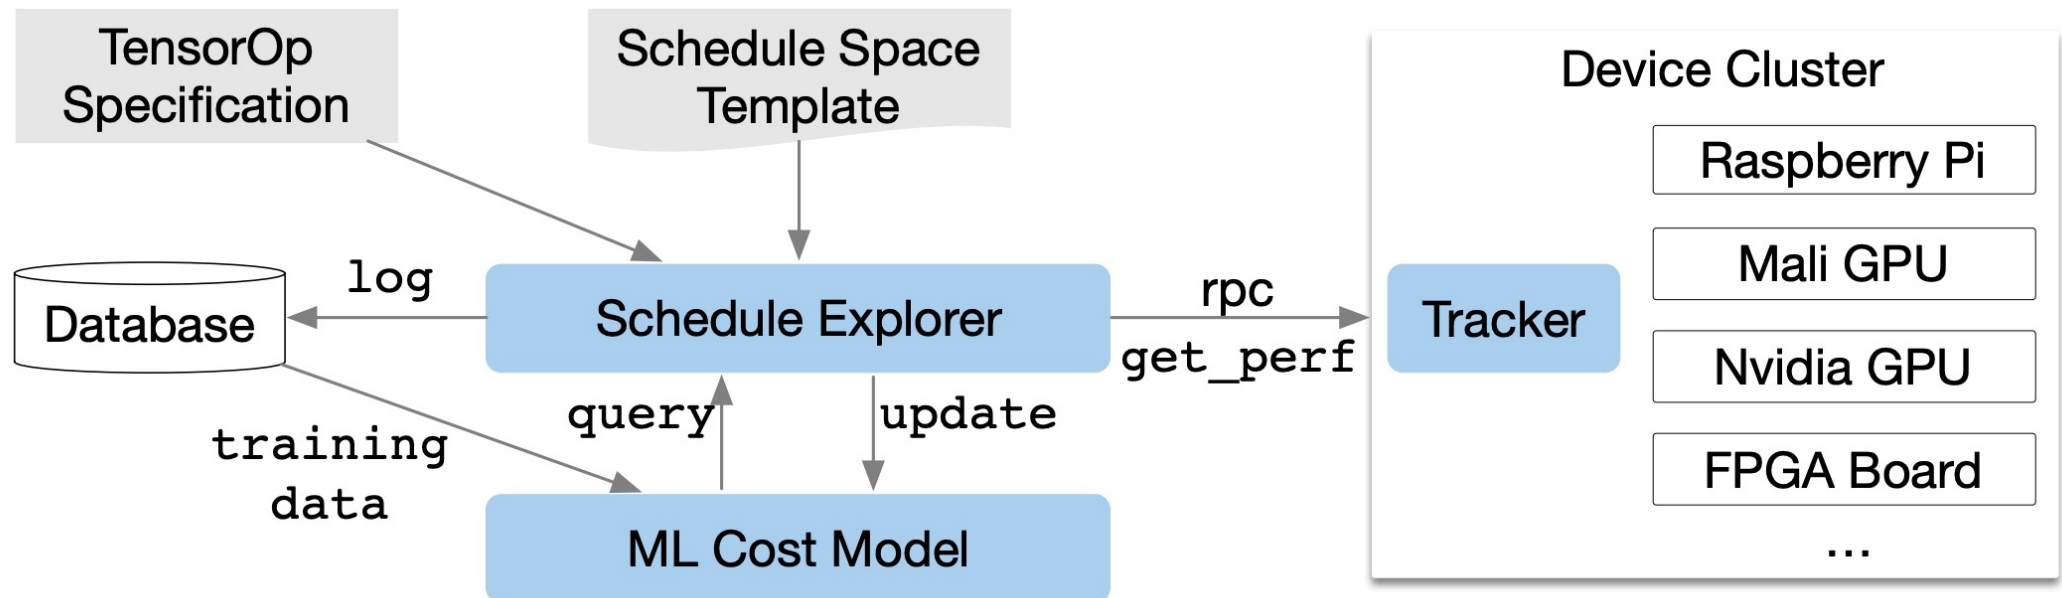 TensorOp
Specification
Schedule Space
Template
Device Cluster
Raspberry Pi
Mali GPU
Nvidia GPU
FPGA Board
...
Database
log
Schedule Explorer
rpc
get_perf
Tracker
training
data
query
update
ML Cost Model